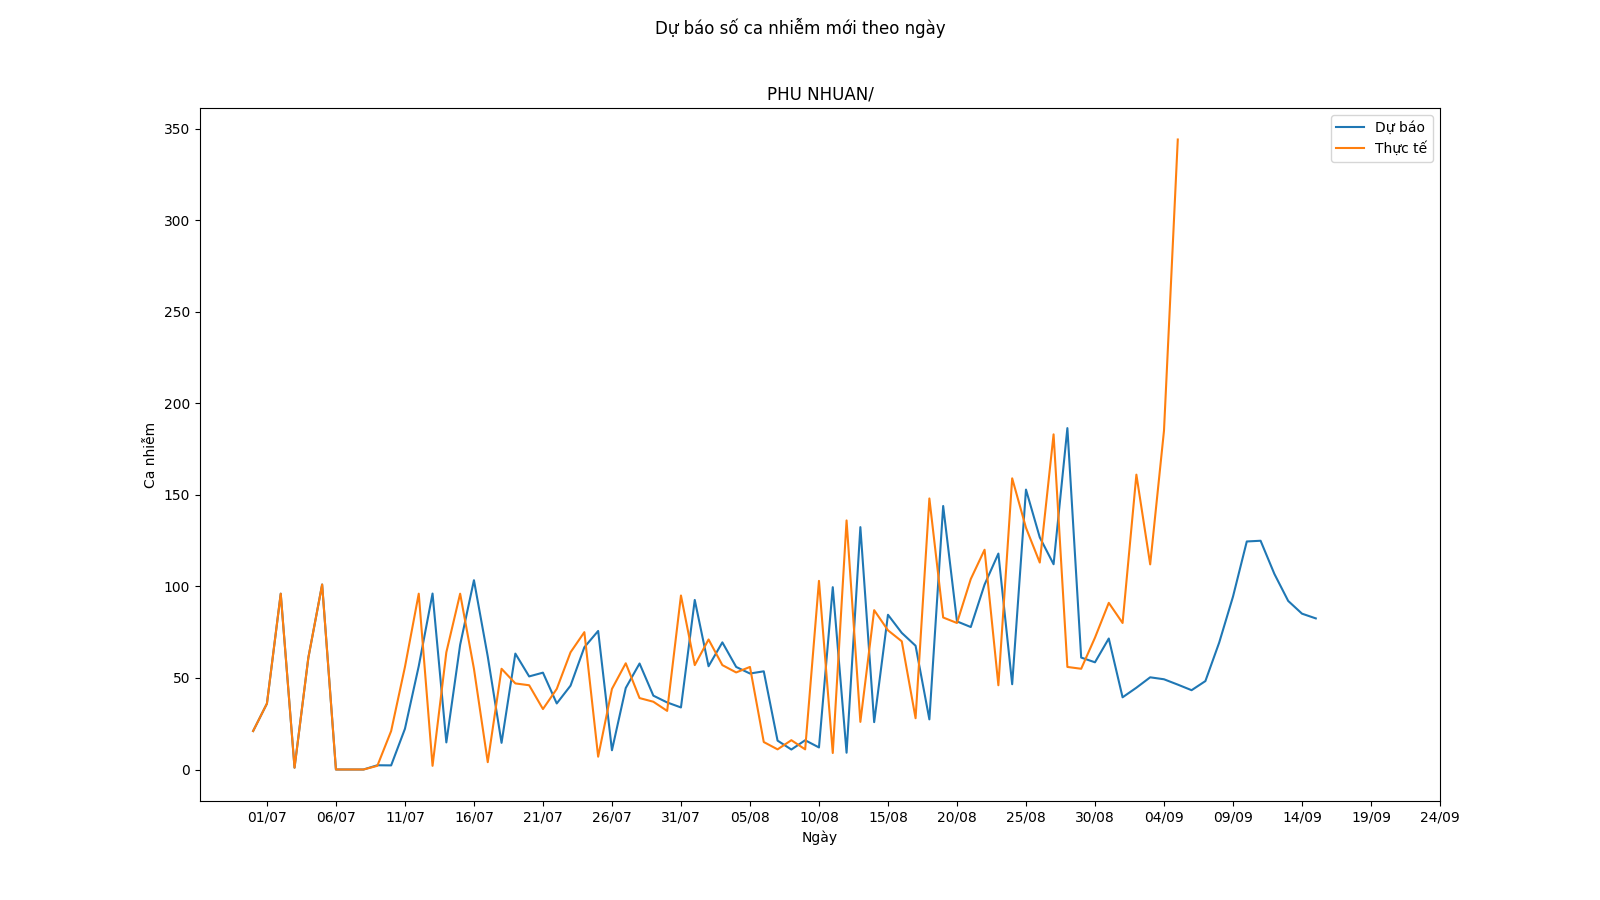 Dự báo số ca nhiễm mới theo ngày
PHU NHUAN/
Dự báo
Thực tế
350
300
250
200
150
100
50
0
Ca nhiễm
01/07 06/07 11/07 16/07 21/07 26/07 31/07 05/08 10/08 15/08 20/08 25/08 30/08 04/09 09/09 14/09 19/09 24/09
Ngày